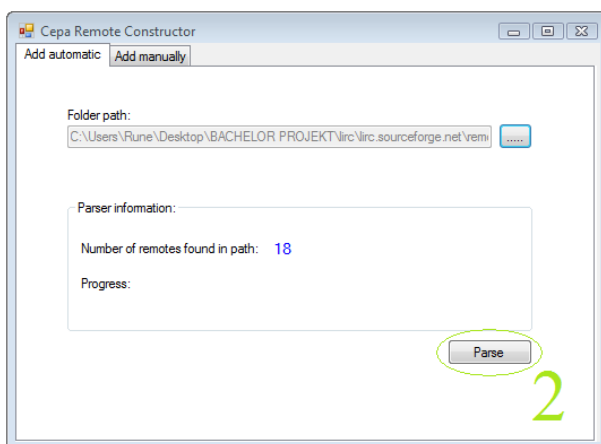 Cepa Remote Constructor
Add automatic Add manually
Folder path:
C:\Users\Rune\Desktop\BACHELOR PROJEKT\lirc\lirc.sourceforge.net\rem
.....
Parser information:
Number of remotes found in path: 18
Progress:
Parse
2